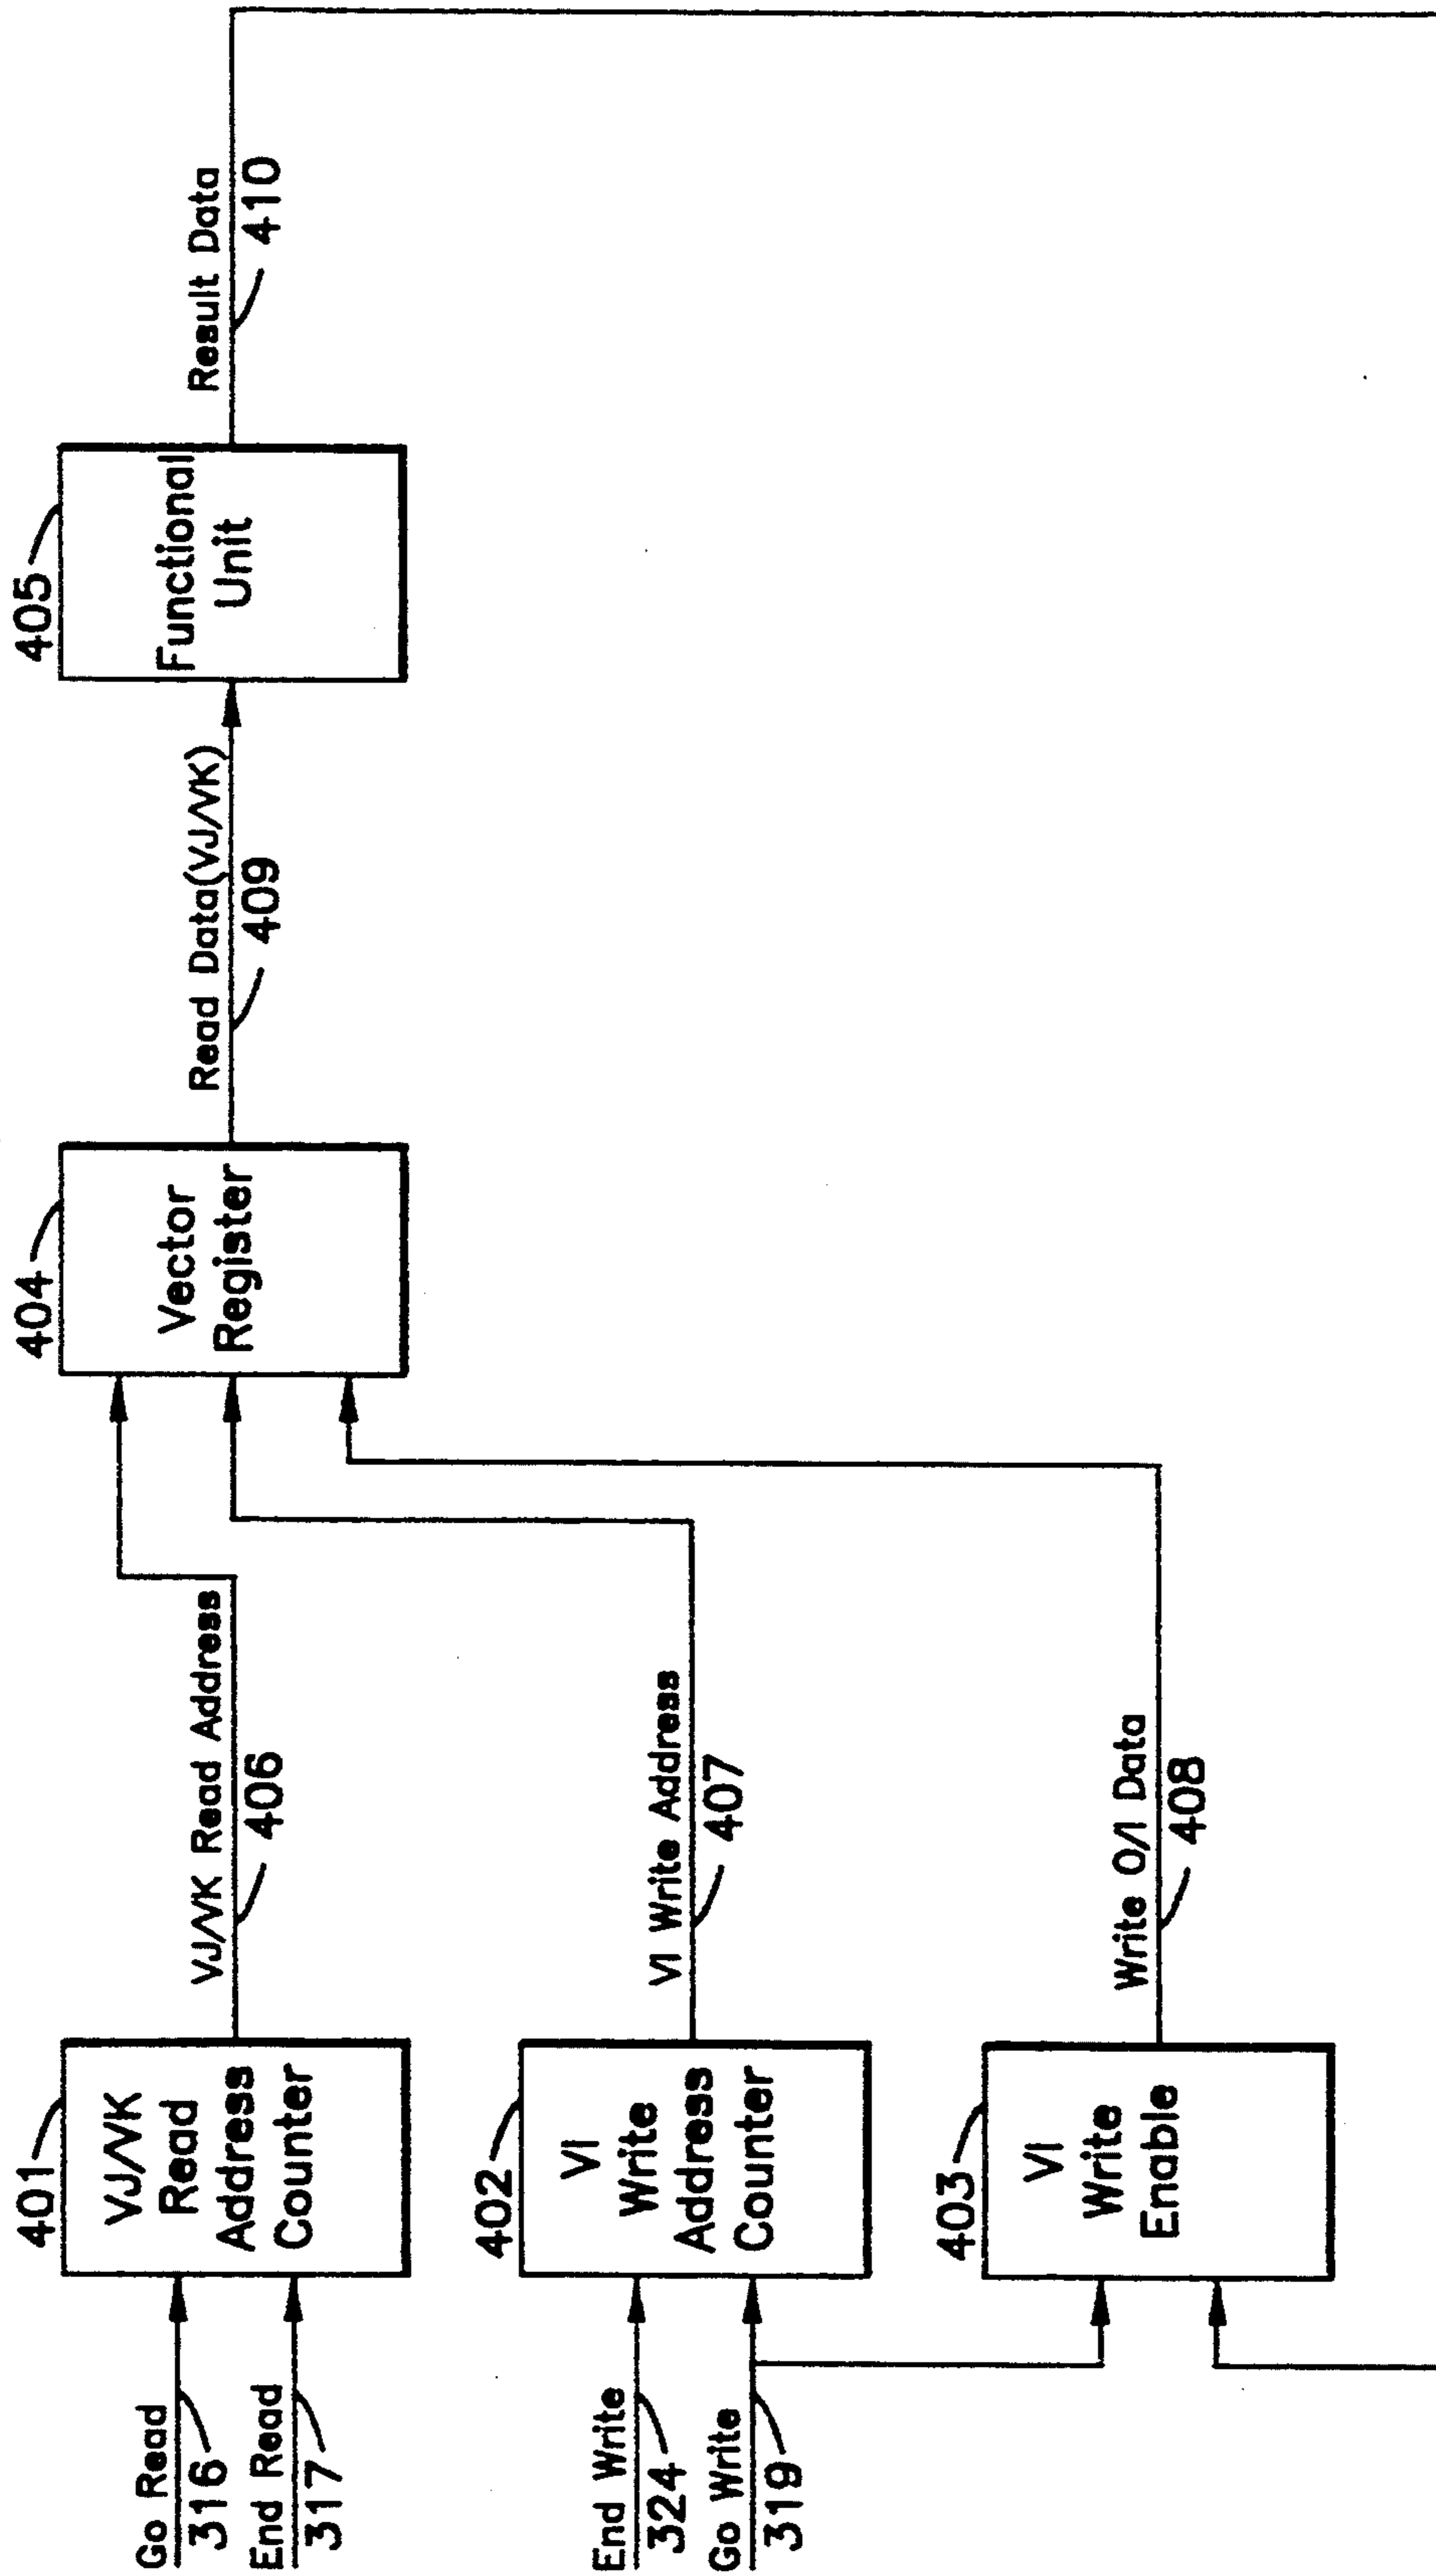 401
VJ/VK
Read
Address
Counter
Go Read
316
End Read
317
VJ/VK Read Address
406
404
Vector
Register
Read Data(VJ/VK)
409
405
Functional
Unit
Result Data
410
402
VI
Write
Address
Counter
End Write
324
Go Write
319
VI Write Address
407
403
VI
Write
Enable
Write O/I Data
408